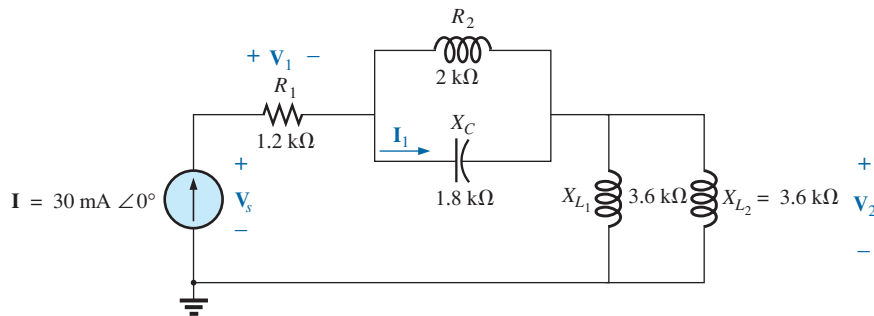 R2
+ V1 −
2 kΩ
R1
1.2 kΩ
I1
XC
1.8 kΩ
I = 30 mA ∠0°
+
Vs
−
XL1
3.6 kΩ
XL2 = 3.6 kΩ
+
V2
−